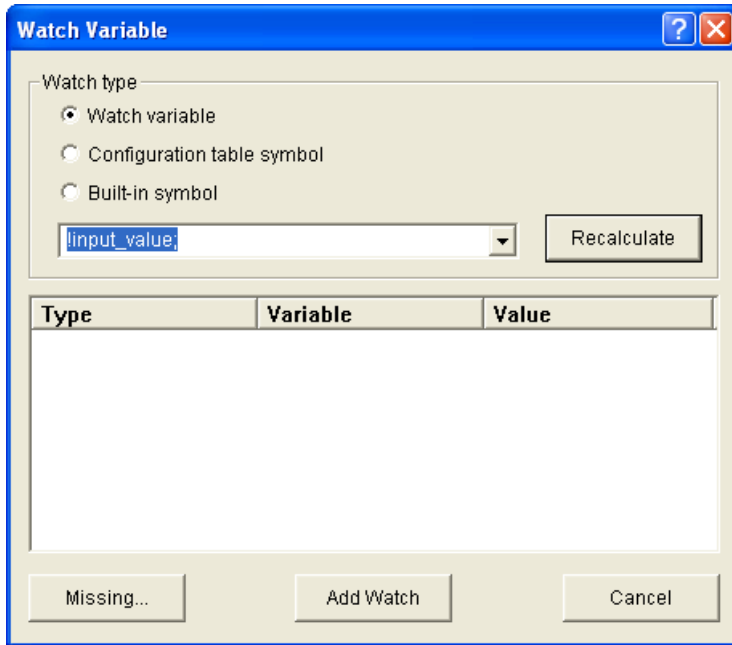 Watch Variable
Watch type
Watch variable
Configuration table symbol
Built-in symbol
!input_value;
Recalculate
Type Variable Value
Missing... Add Watch Cancel